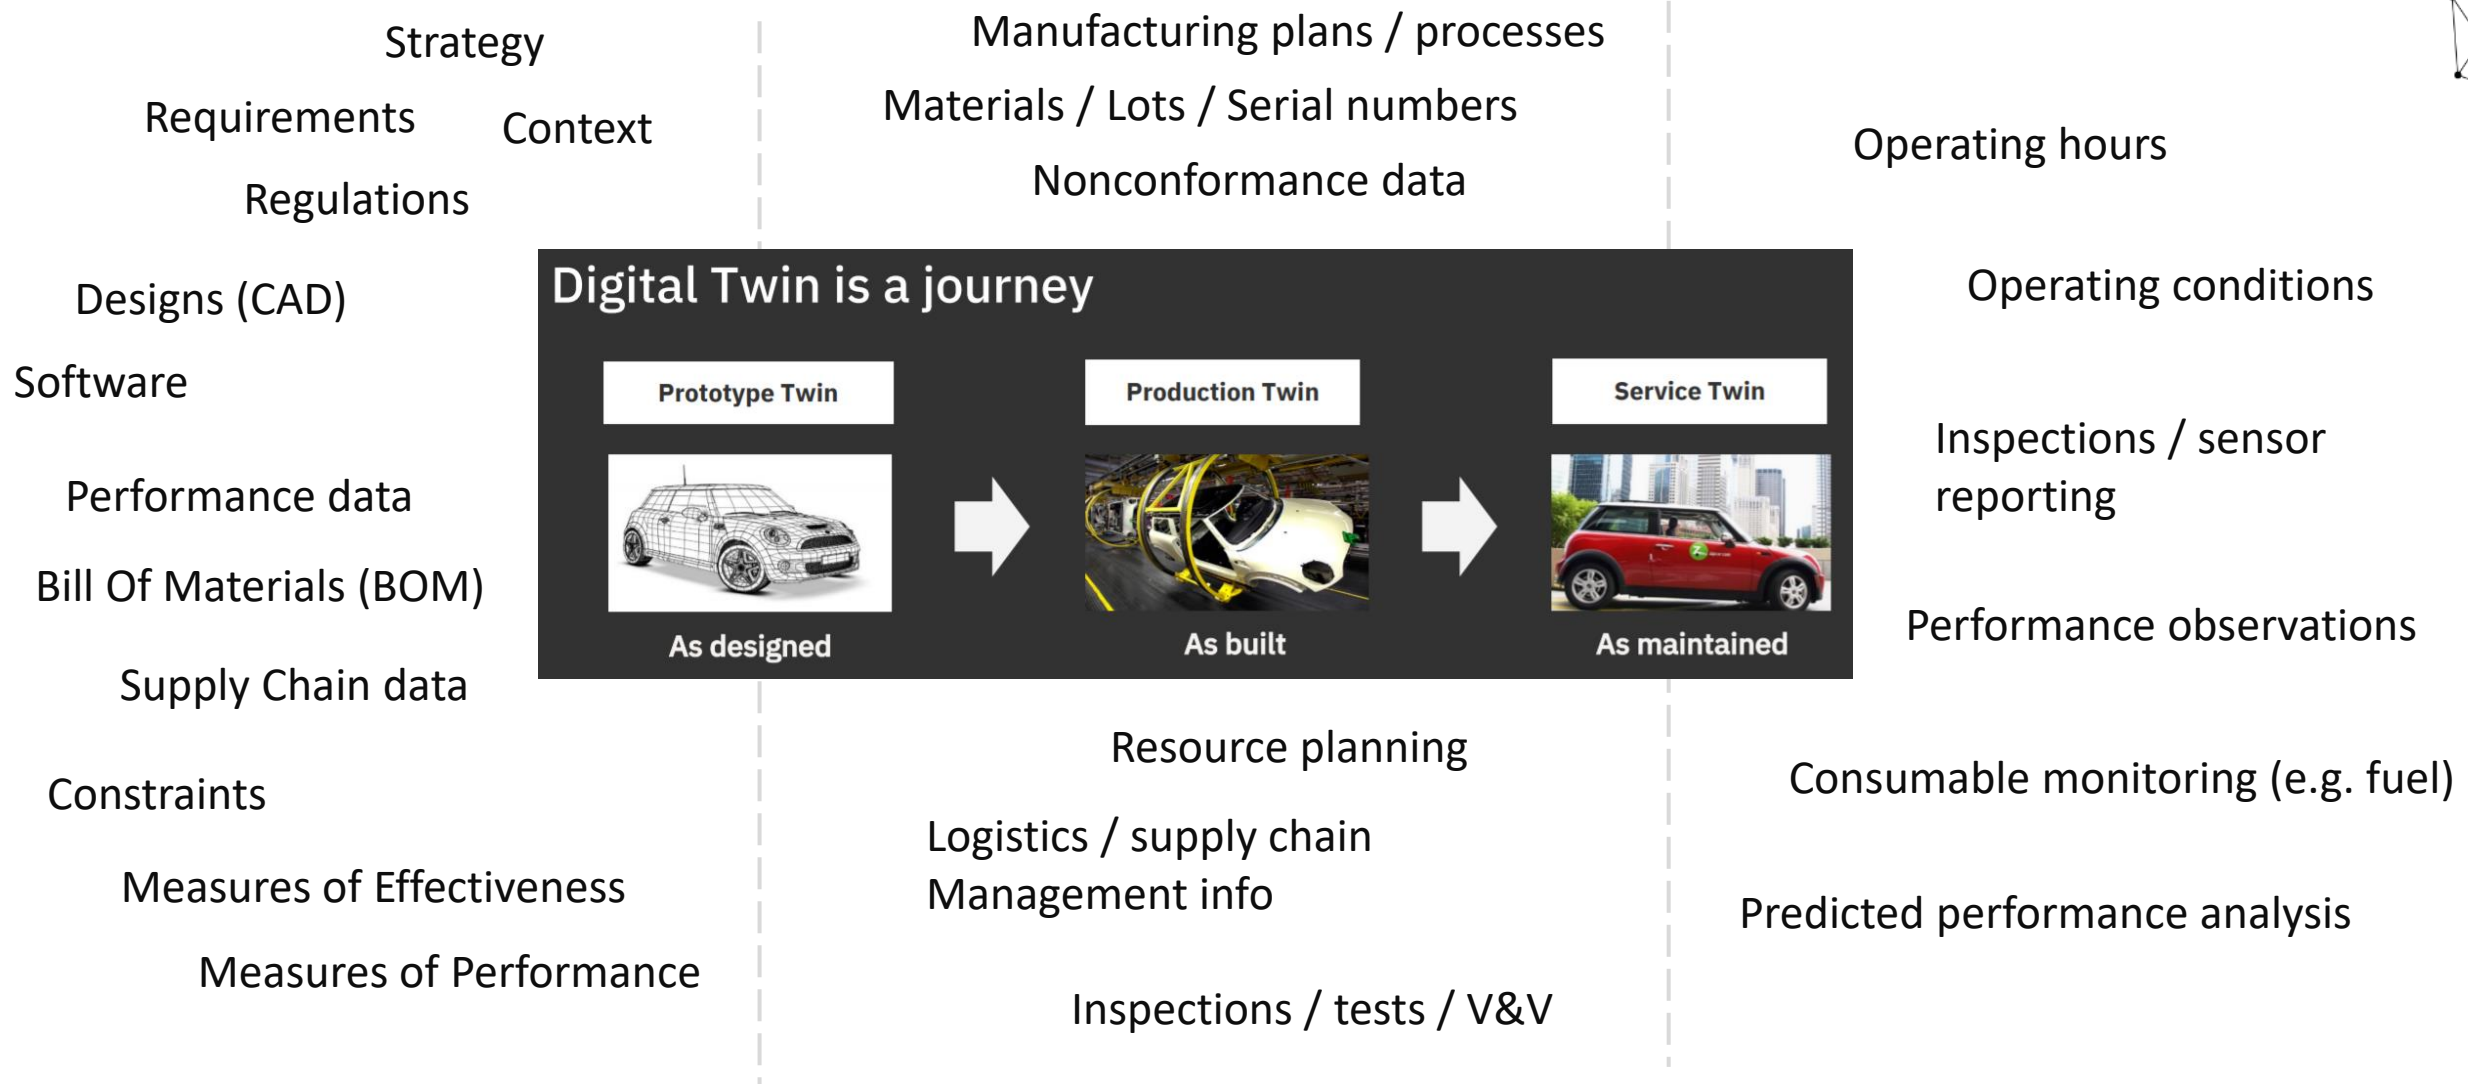 Strategy
Requirements
Context
Regulations
Designs (CAD)
Software
Performance data
Bill Of Materials (BOM)
Supply Chain data
Constraints
Measures of Effectiveness
Measures of Performance
Manufacturing plans / processes
Materials / Lots / Serial numbers
Nonconformance data
Digital Twin is a journey
Prototype Twin
Production Twin
Service Twin
As designed
As built
As maintained
Resource planning
Logistics / supply chain
Management info
Inspections / tests / V&V
Operating hours
Operating conditions
Inspections / sensor
reporting
Performance observations
Consumable monitoring (e.g. fuel)
Predicted performance analysis